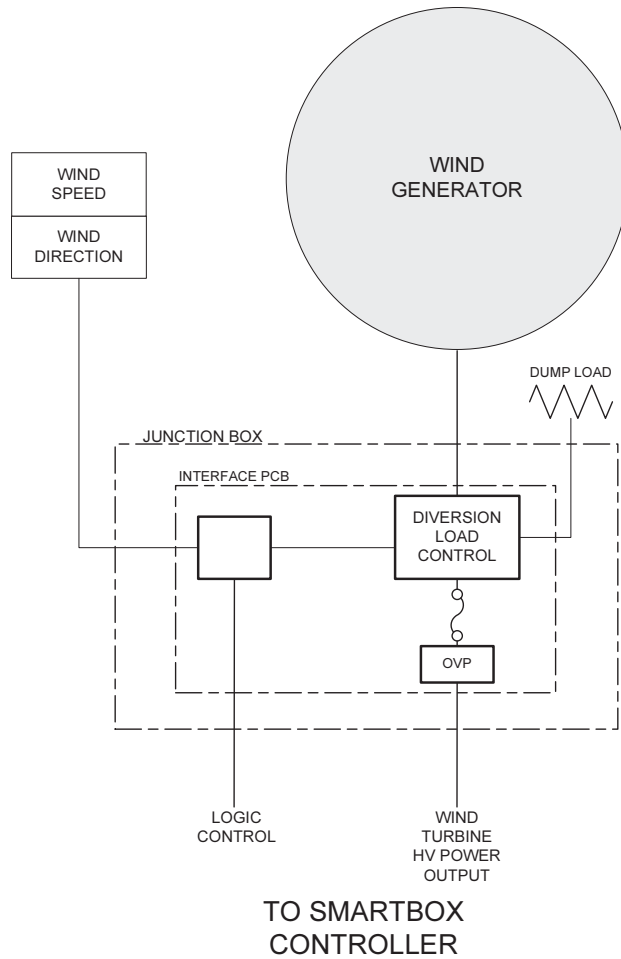 WIND
GENERATOR
WIND
SPEED
WIND
DIRECTION
DUMP LOAD
JUNCTION BOX
INTERFACE PCB
DIVERSION
LOAD
CONTROL
OVP
LOGIC
CONTROL
WIND
TURBINE
HV POWER
OUTPUT
TO SMARTBOX
CONTROLLER